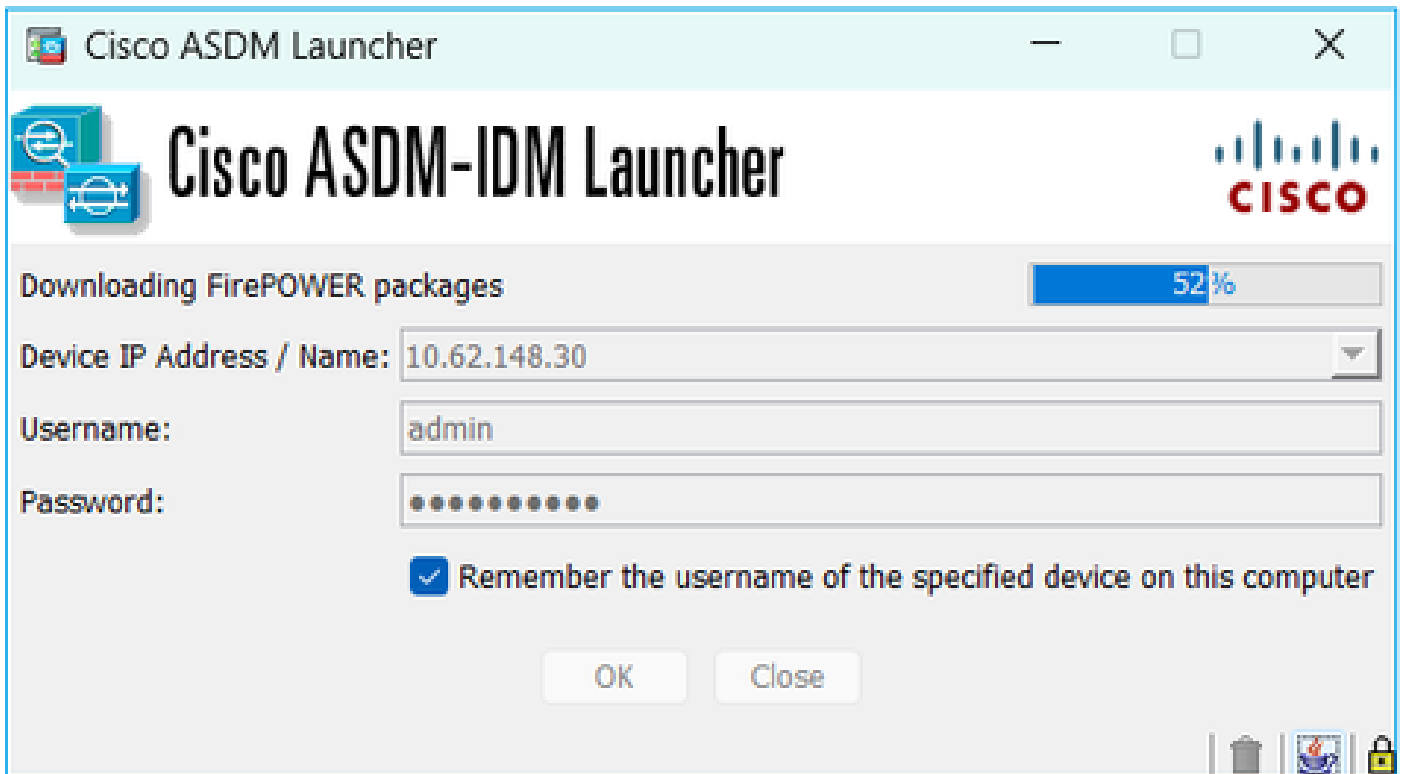 Cisco ASDM Launcher
Cisco ASDM-IDM Launcher
CISCO
Downloading FirePOWER packages
52%
Device IP Address / Name: 10.62.148.30
Username: admin
Password: ●●●●●●●●●●
Remember the username of the specified device on this computer
OK Close